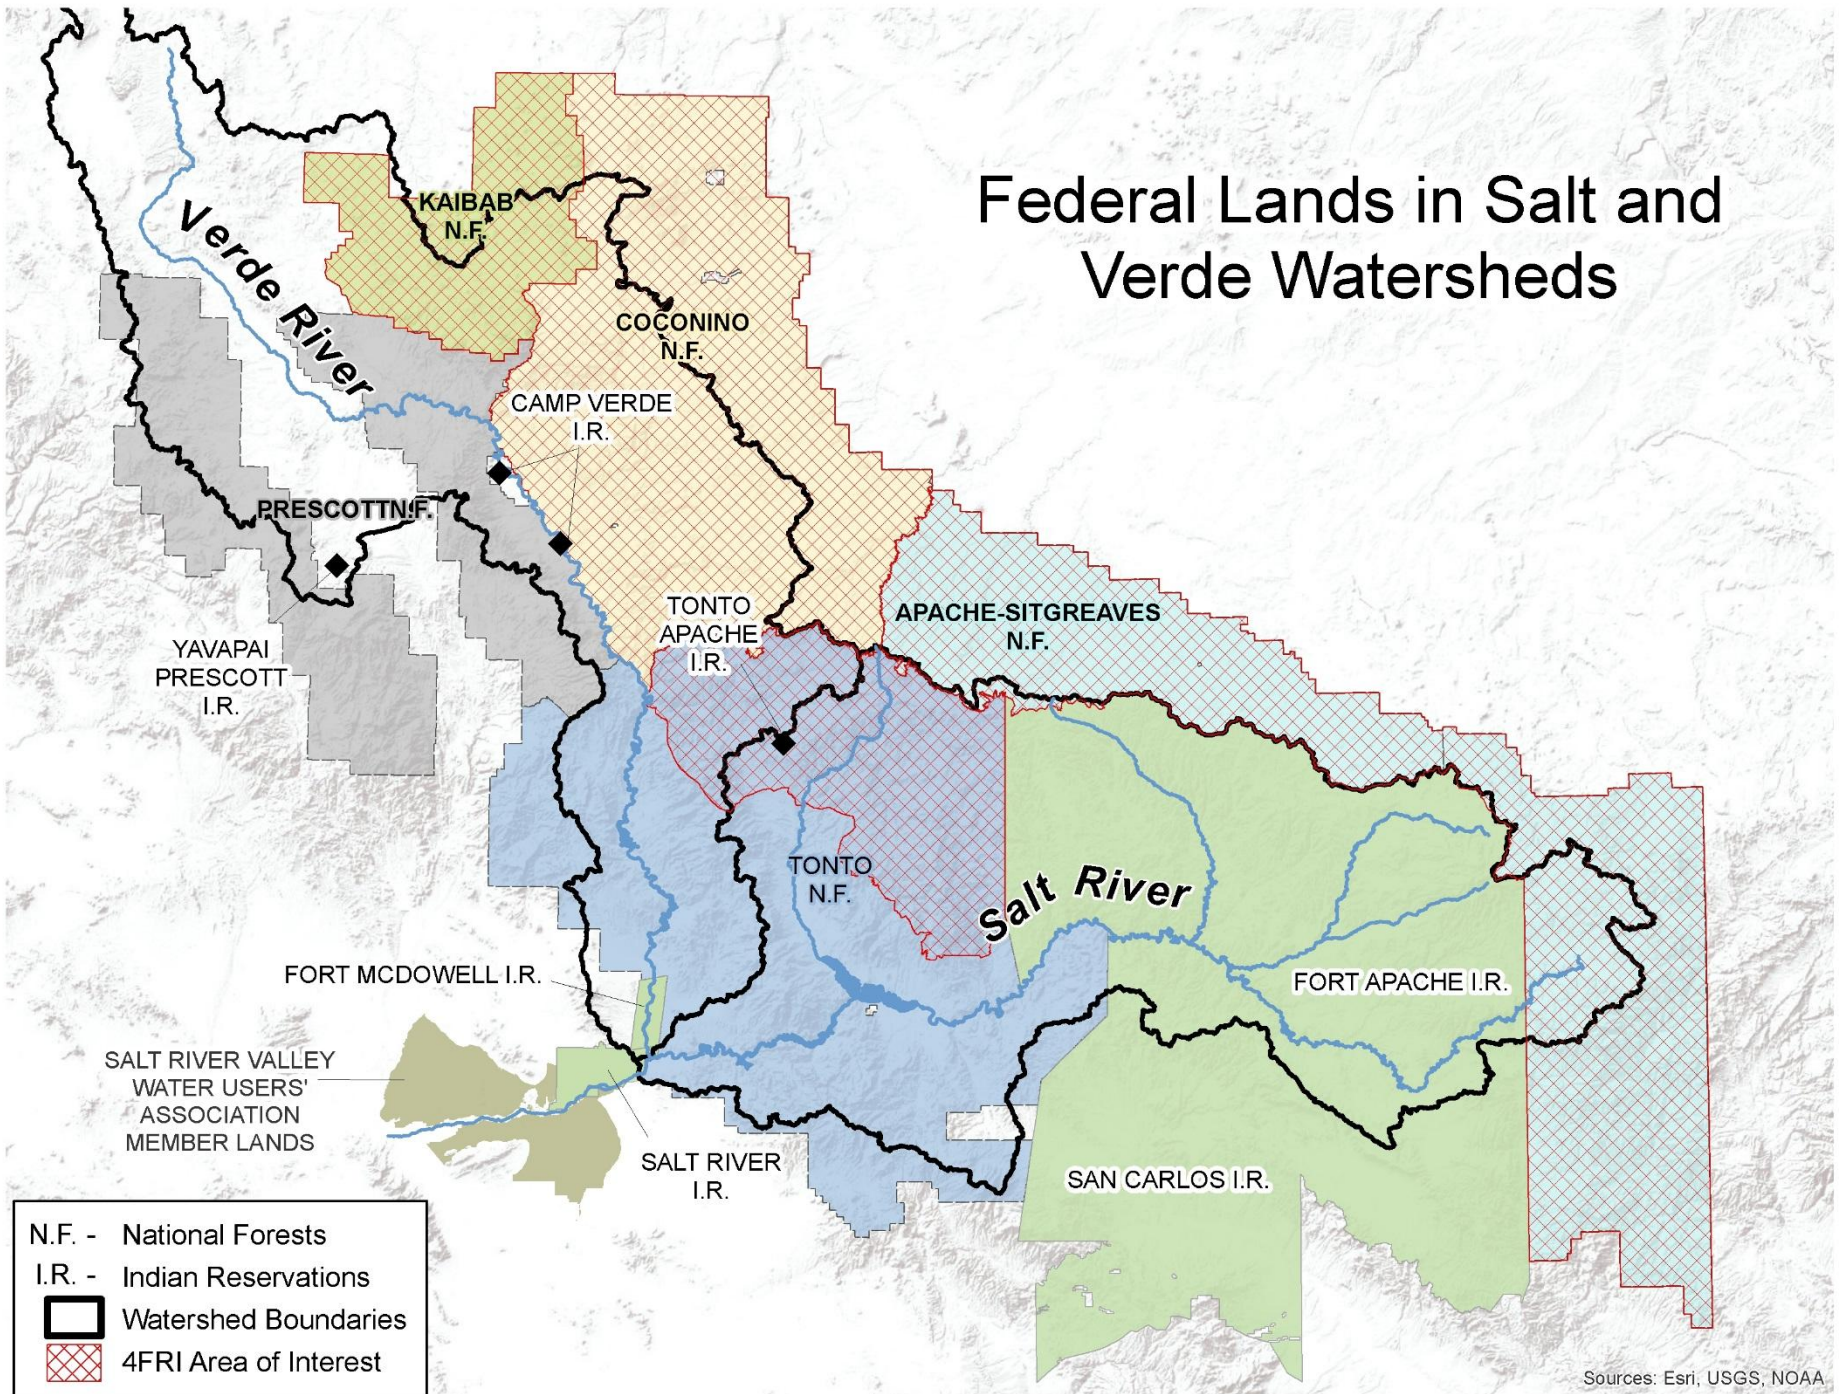 Federal Lands in Salt and
Verde Watersheds
Verde River
KAIBAB
N.F.
COCONINO
N.F.
CAMP VERDE
I.R.
PRESCOTTN.F.
YAVAPAI
PRESCOTT
I.R.
TONTO
APACHE
I.R.
APACHE-SITGREAVES
N.F.
TONTO
N.F.
Salt River
FORT APACHE I.R.
FORT MCDOWELL I.R.
SALT RIVER VALLEY
WATER USERS'
ASSOCIATION
MEMBER LANDS
SALT RIVER
I.R.
SAN CARLOS I.R.
N.F. - National Forests
I.R. - Indian Reservations
Watershed Boundaries
4FRI Area of Interest
Sources: Esri, USGS, NOAA